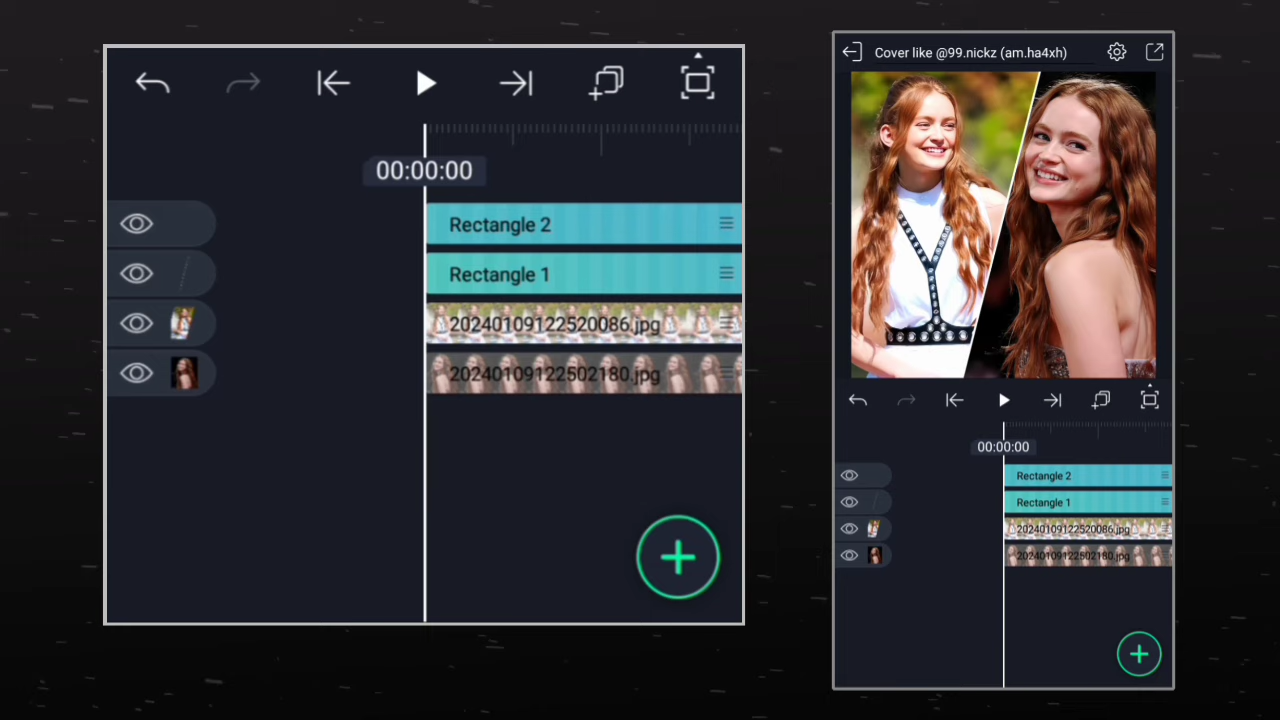 00:00:00
Rectangle 2
Rectangle 1
20240109122520086.jpg
20240109122502180.jpg
Cover like @99.nickz (am.ha4xh)
00:00:00
Rectangle 2
Rectangle 1
20240109122520086.jpg
20240109122502180.jpg